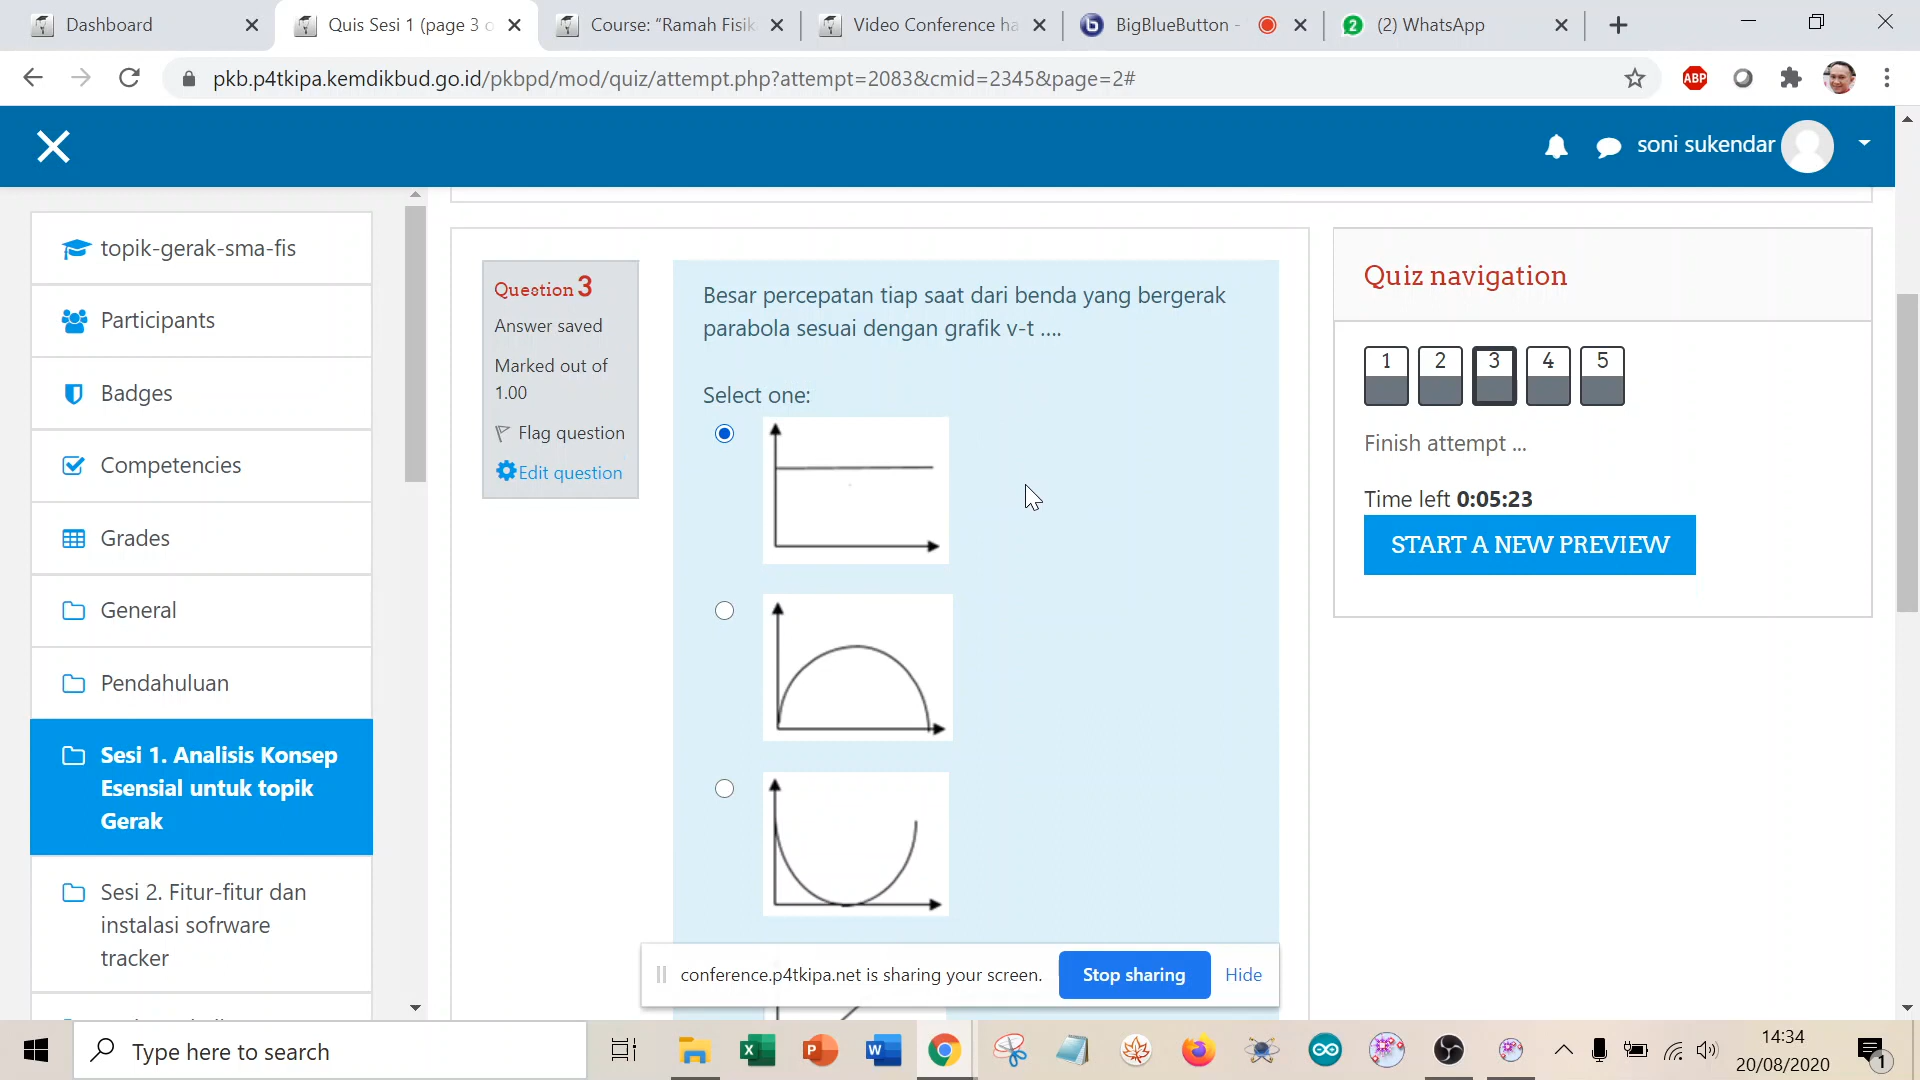 Dashboard
Quis Sesi 1 (page 3 o
Course: "Ramah Fisik
Video Conference ha
BigBlueButton -
(2) WhatsApp
pkb.p4tkipa.kemdikbud.go.id/pkbpd/mod/quiz/attempt.php?attempt=2083&cmid=2345&page=2#
ABP
soni sukendar
topik-gerak-sma-fis
Participants
Badges
Competencies
Grades
General
Pendahuluan
Sesi 1. Analisis Konsep
Esensial untuk topik
Gerak
Sesi 2. Fitur-fitur dan
instalasi sofrware
tracker
Question 3
Answer saved
Marked out of
1.00
Flag question
Edit question
Besar percepatan tiap saat dari benda yang bergerak
parabola sesuai dengan grafik v-t ....
Select one:
Quiz navigation
1 2 3 4 5
Finish attempt ...
Time left 0:05:23
START A NEW PREVIEW
conference.p4tkipa.net is sharing your screen.
Stop sharing
Hide
Type here to search
14:34
20/08/2020
1